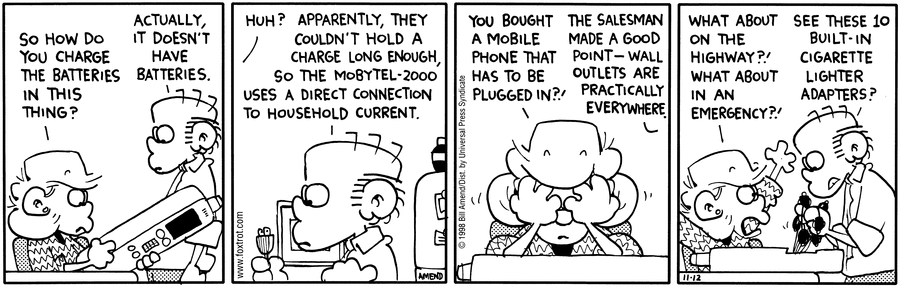 SO HOW DO
YOU CHARGE
THE BATTERIES
IN THIS
THING?
ACTUALLY,
IT DOESN'T
HAVE
BATTERIES.
HUH?
APPARENTLY, THEY
COULDN'T HOLD A
CHARGE LONG ENOUGH,
SO THE MOBYTEL-2000
USES A DIRECT CONNECTION
TO HOUSEHOLD CURRENT.
www.foxtrot.com
AMEND
YOU BOUGHT
A MOBILE
PHONE THAT
HAS TO BE
PLUGGED IN?!
THE SALESMAN
MADE A GOOD
POINT—WALL
OUTLETS ARE
PRACTICALLY
EVERYWHERE.
© 1998 Bill Amend/Dist. by Universal Press Syndicate
WHAT ABOUT
ON THE
HIGHWAY?!
WHAT ABOUT
IN AN
EMERGENCY?!
SEE THESE 10
BUILT-IN
CIGARETTE
LIGHTER
ADAPTERS?
11-12